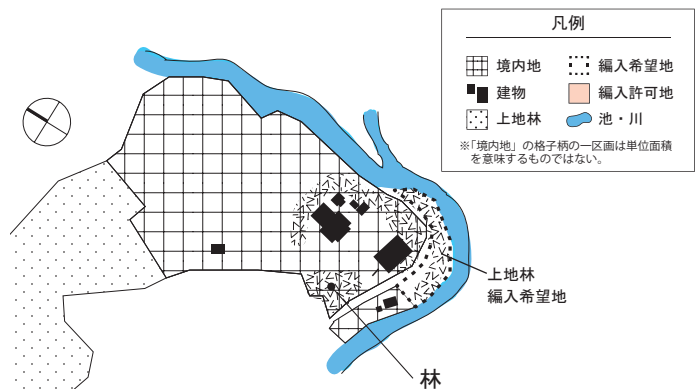 凡例
境内地
編入希望地
建物
編入許可地
上地林
池・川
※「境内地」の格子柄の一区画は単位面積
を意味するものではない。
上地林
編入希望地
林